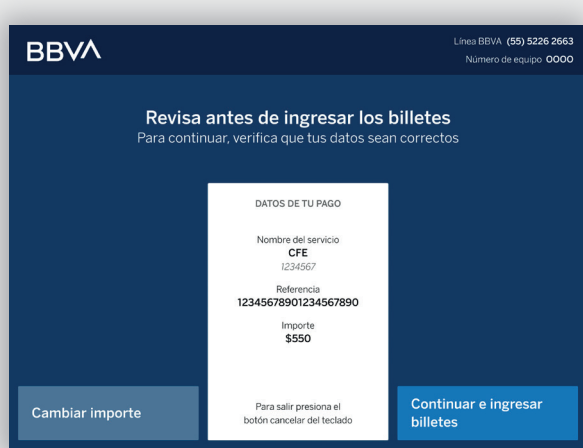 BBVA
Línea BBVA (55) 5226 2663
Número de equipo 0000
Revisa antes de ingresar los billetes
Para continuar, verifica que tus datos sean correctos
DATOS DE TU PAGO
Nombre del servicio
CFE
1234567
Referencia
12345678901234567890
Importe
$550
Para salir presiona el
botón cancelar del teclado
Cambiar importe
Continuar e ingresar
billetes